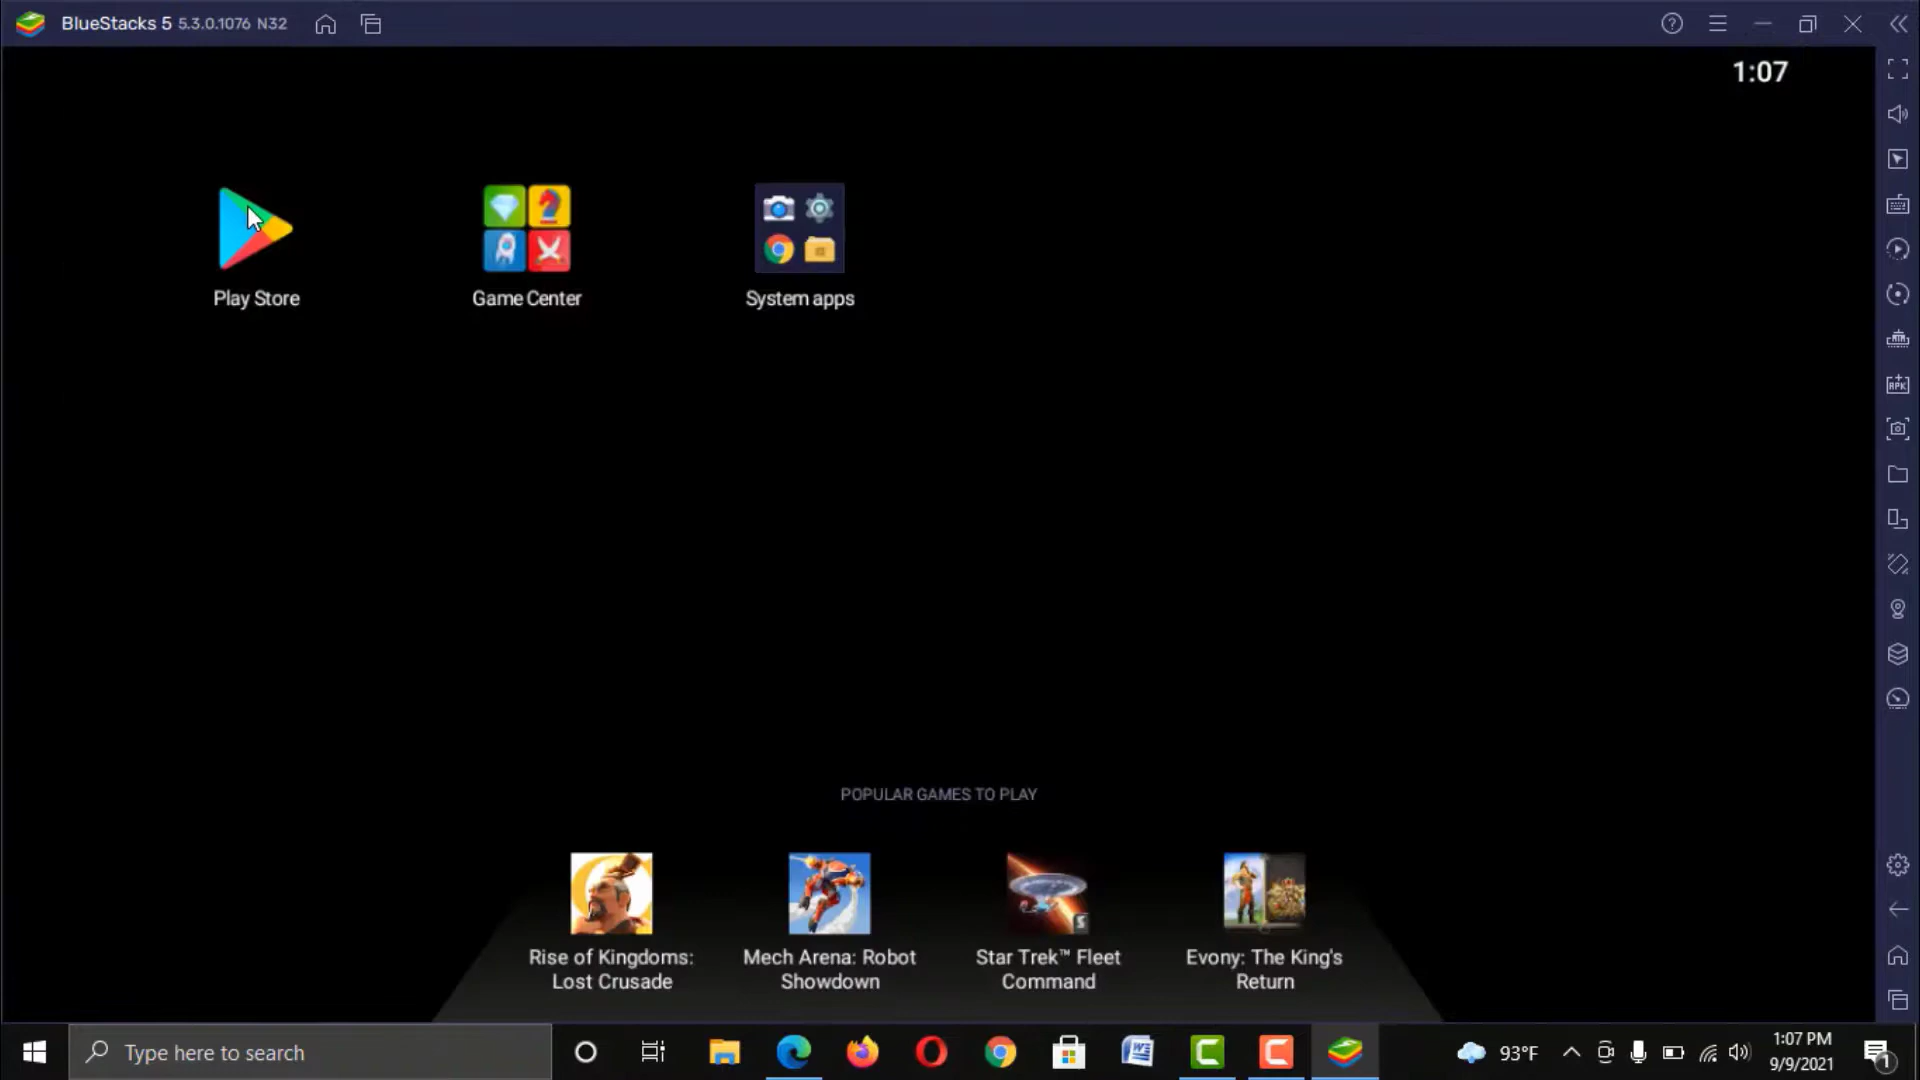 BlueStacks 5 5.3.0.1076 N32
1:07
Play Store
Game Center
System apps
POPULAR GAMES TO PLAY
Rise of Kingdoms:
Lost Crusade
Mech Arena: Robot
Showdown
Star Trek™ Fleet
Command
Evony: The King's
Return
Type here to search
93°F
1:07 PM
9/9/2021
1
APK